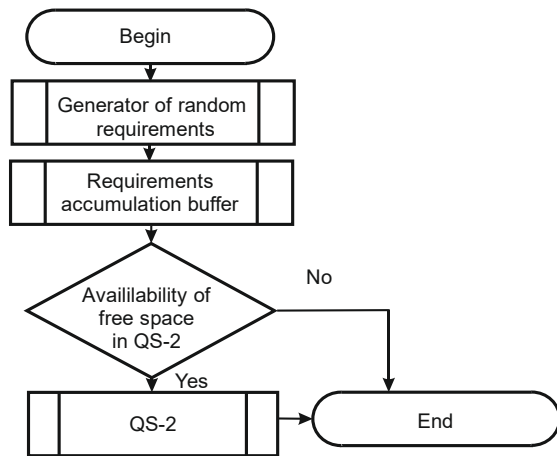 Begin
Generator of random
requirements
Requirements
accumulation buffer
Availilability of
free space
in QS-2
No
Yes
QS-2
End